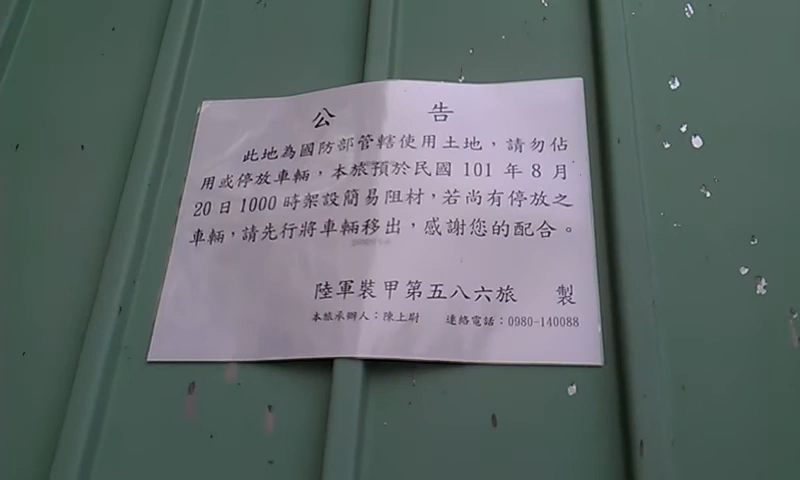 公 告
此地為國防部管轄使用土地，請勿佔
用或停放車輛，本旅預於民國 101 年 8 月
20 日 1000 時架設簡易阻材，若尚有停放之
車輛，請先行將車輛移出，感謝您的配合。
陸軍裝甲第五八六旅 製
本旅承辦人：陳上尉 連絡電話：0980-140088